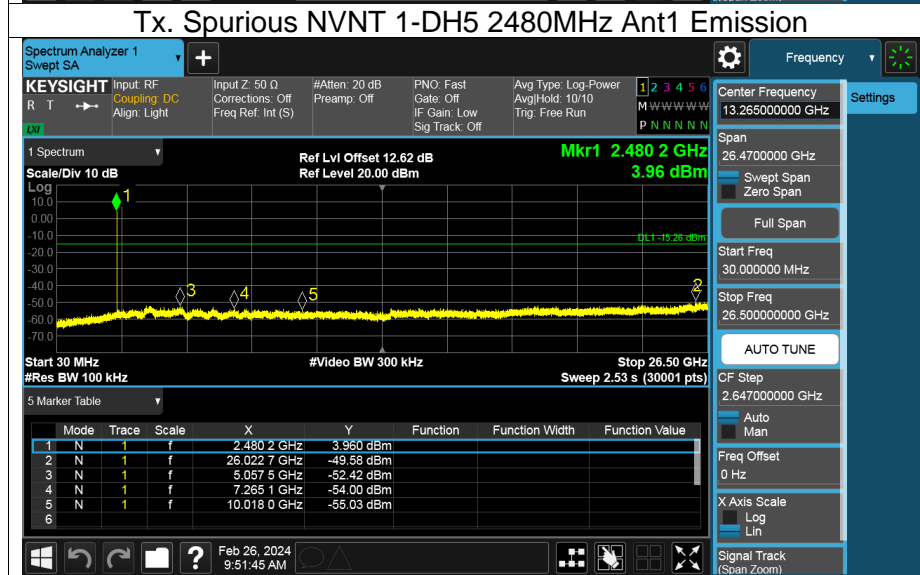 Tx. Spurious NVNT 1-DH5 2480MHz Ant1 Emission
Spectrum Analyzer 1
Swept SA
+
Frequency
KEYSIGHT
R T
LXI
Input: RF
Coupling: DC
Align: Light
Input Z: 50 Ω
Corrections: Off
Freq Ref: Int (S)
#Atten: 20 dB
Preamp: Off
PNO: Fast
Gate: Off
IF Gain: Low
Sig Track: Off
Avg Type: Log-Power
Avg|Hold: 10/10
Trig: Free Run
1 2 3 4 5 6
M W W W W W
P N N N N N
Settings
Center Frequency
13.265000000 GHz
Span
26.4700000 GHz
Swept Span
Zero Span
Full Span
Start Freq
30.000000 MHz
Stop Freq
26.500000 GHz
AUTO TUNE
CF Step
2.647000000 GHz
Auto
Man
Freq Offset
0 Hz
X Axis Scale
Log
Lin
Signal Track
(Span Zoom)
1 Spectrum
Scale/Div 10 dB
Ref Lvl Offset 12.62 dB
Ref Level 20.00 dBm
Mkr1 2.480 2 GHz
3.96 dBm
Log
10.0
0.00
-10.0
-20.0
-30.0
-40.0
-50.0
-60.0
-70.0
1
DL1 -15.26 dBm
3
4
5
2
Start 30 MHz
#Video BW 300 kHz
Stop 26.50 GHz
#Res BW 100 kHz
Sweep 2.53 s (30001 pts)
5 Marker Table
Mode Trace Scale X Y Function Function Width Function Value
1 N 1 f 2.480 2 GHz 3.960 dBm
2 N 1 f 26.022 7 GHz -49.58 dBm
3 N 1 f 5.057 5 GHz -52.42 dBm
4 N 1 f 7.265 1 GHz -54.00 dBm
5 N 1 f 10.018 0 GHz -55.03 dBm
6
?
Feb 26, 2024
9:51:45 AM